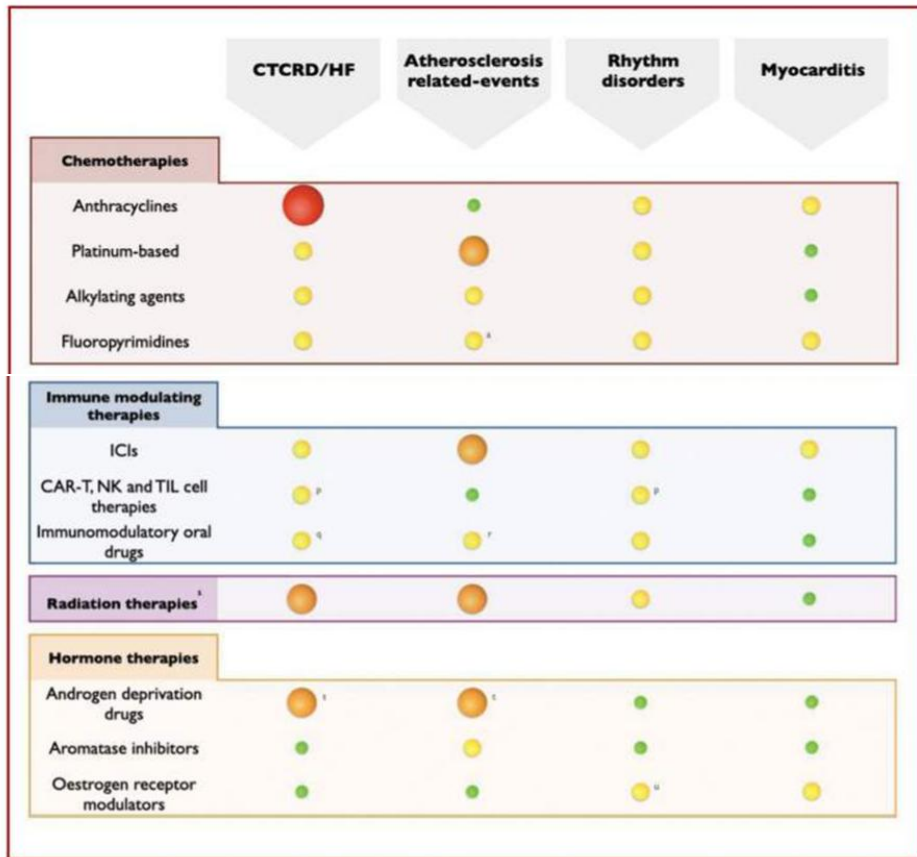 CTCRD/HF
Atherosclerosis
related-events
Rhythm
disorders
Myocarditis
Chemotherapies
Anthracyclines
Platinum-based
Alkylating agents
Fluoropyrimidines
a
Immune modulating
therapies
ICIs
CAR-T, NK and TIL cell
therapies
p
p
Immunomodulatory oral
drugs
q
r
Radiation therapies s
Hormone therapies
Androgen deprivation
drugs
s
t
Aromatase inhibitors
Oestrogen receptor
modulators
u